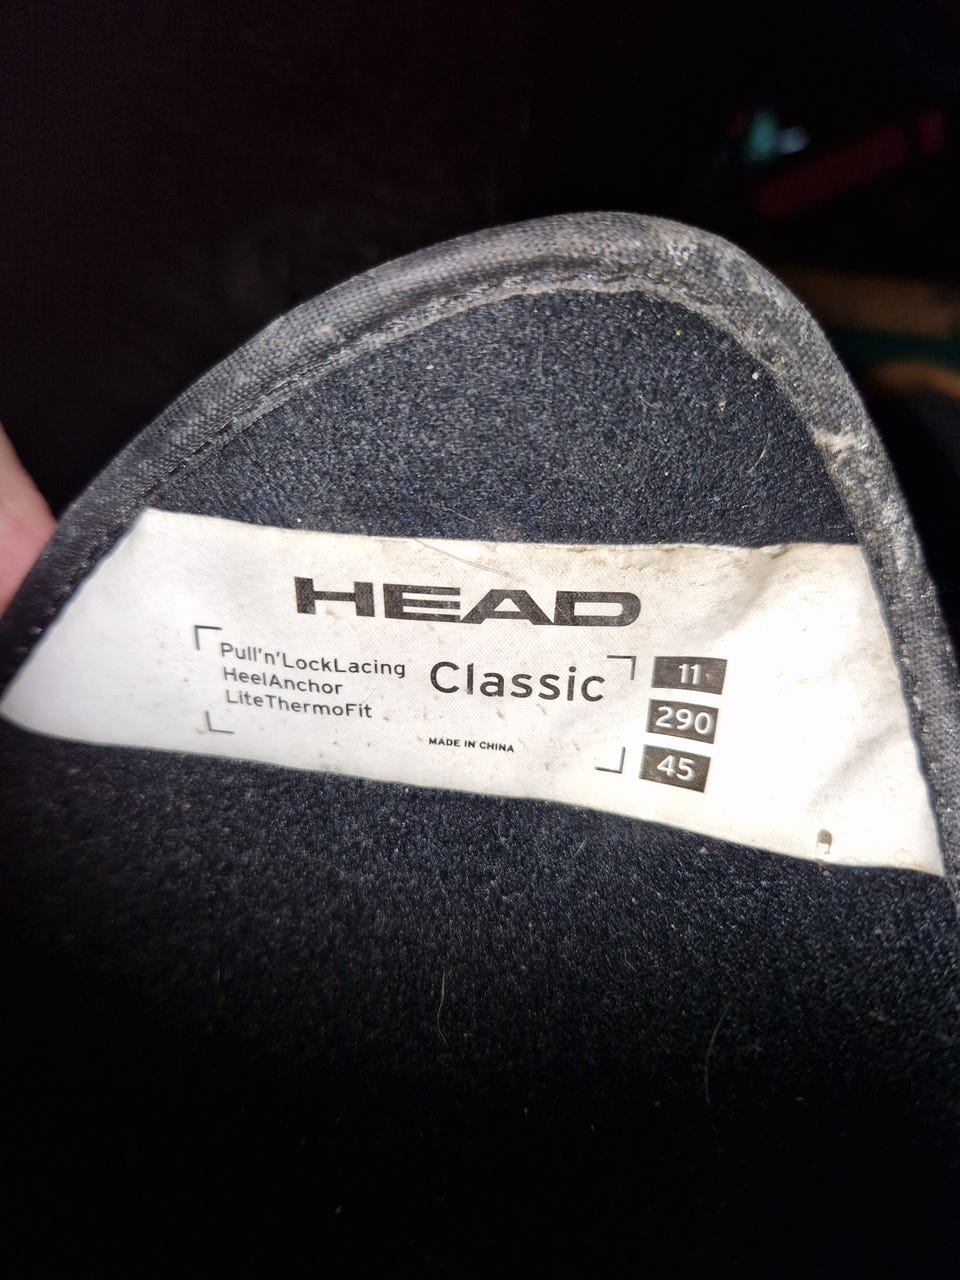 HEAD
Pull'n'LockLacing
HeelAnchor
LiteThermoFit
Classic
MADE IN CHINA
11
290
45